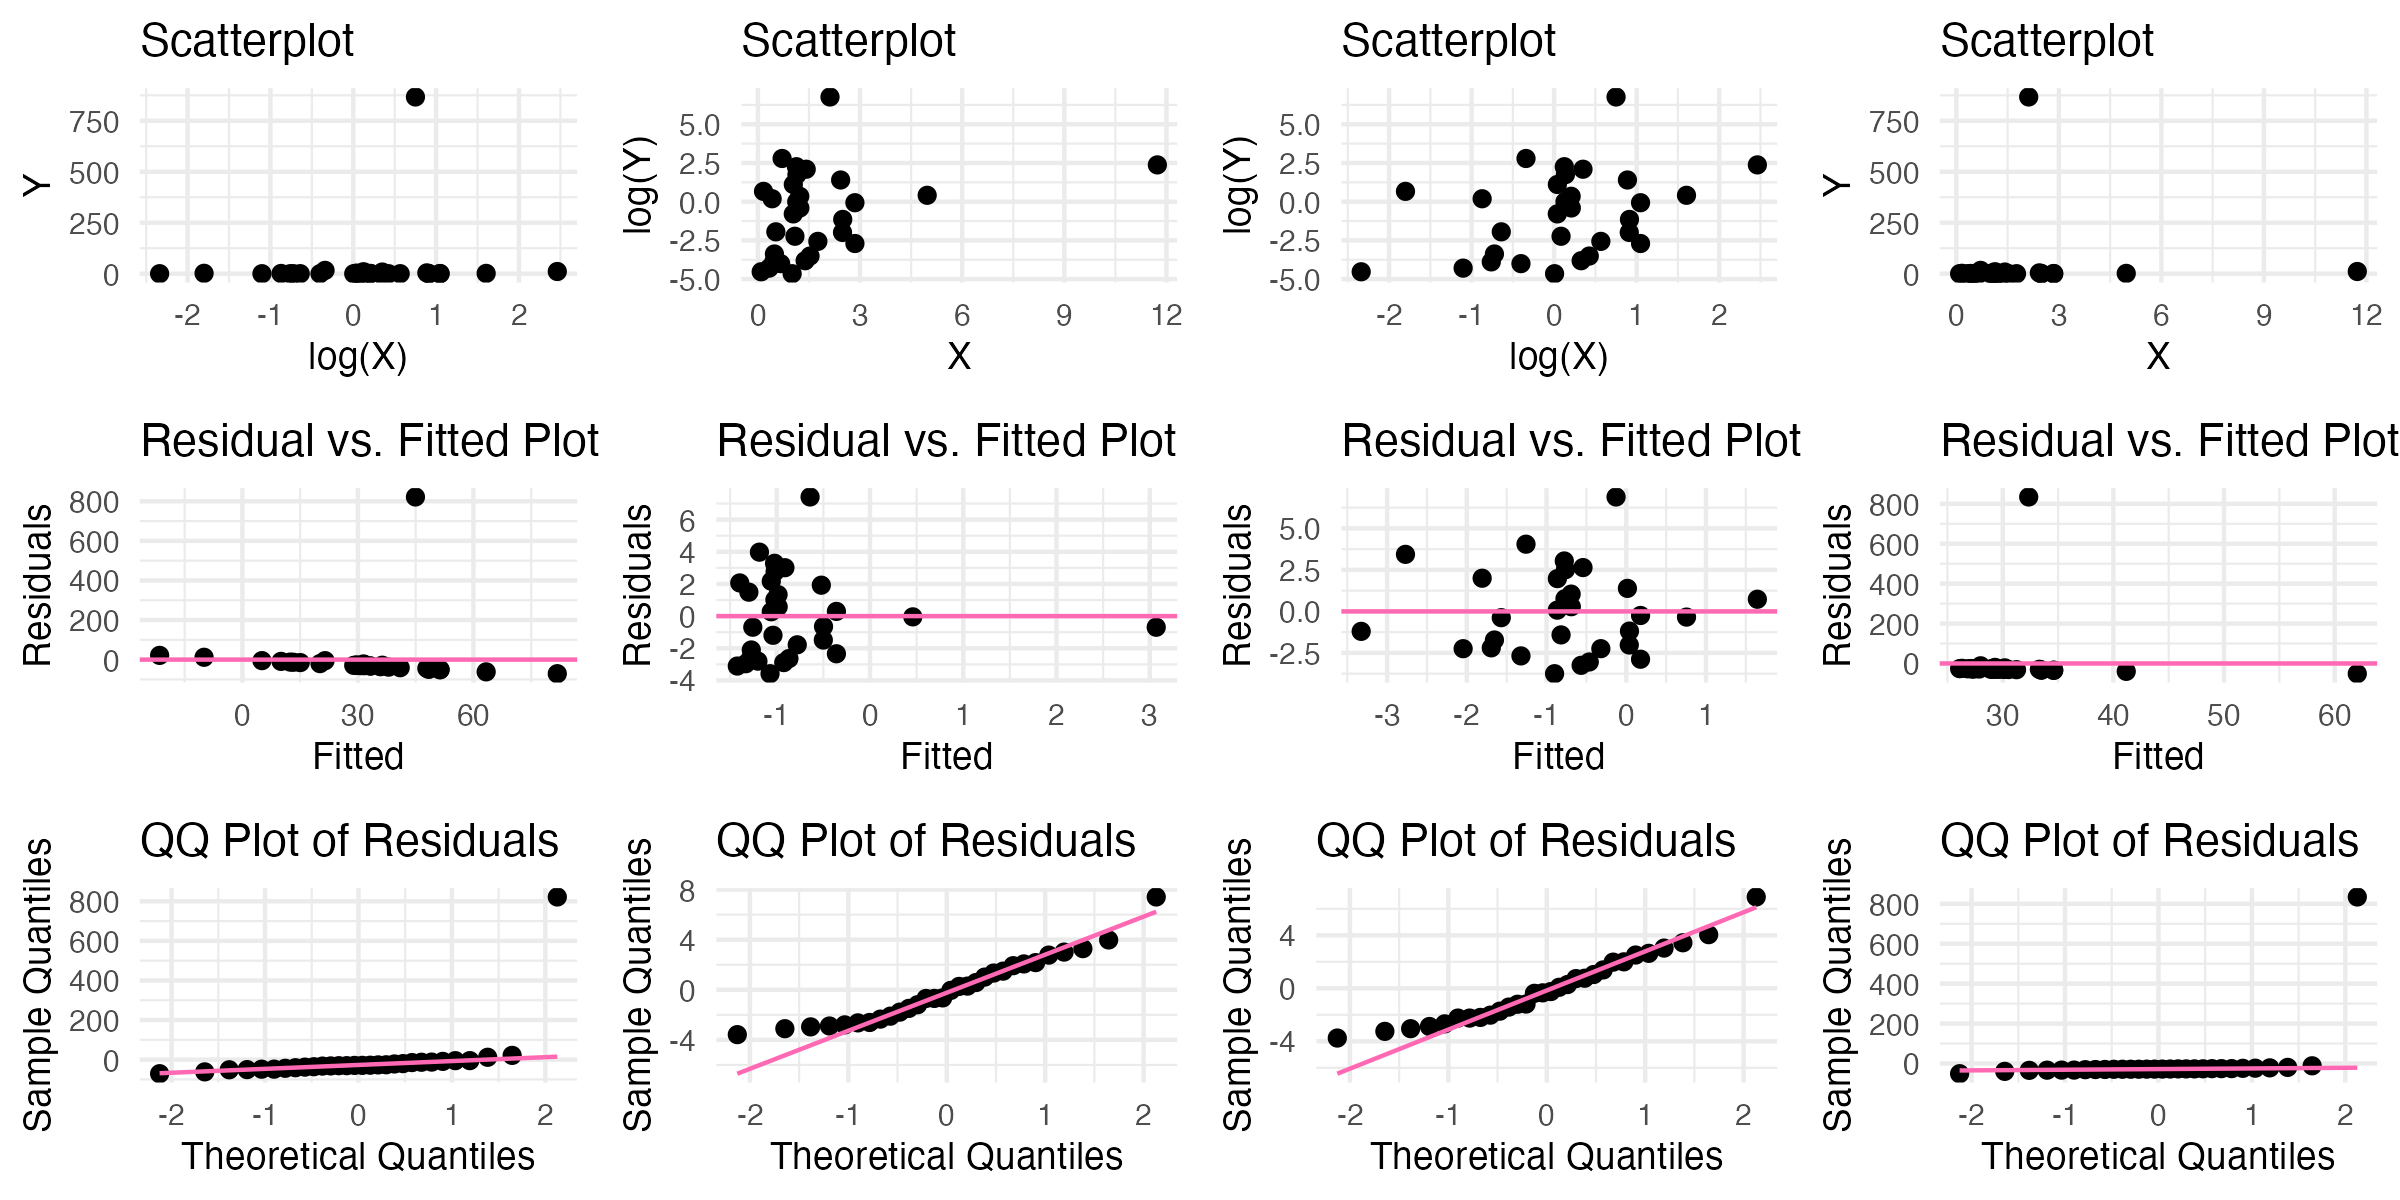 Scatterplot
Scatterplot
Scatterplot
Scatterplot
Y
750
500
250
0
-2 -1 0 1 2
log(X)
log(Y)
5.0
2.5
0.0
-2.5
-5.0
0 3 6 9 12
X
log(Y)
5.0
2.5
0.0
-2.5
-5.0
-2 -1 0 1 2
log(X)
Y
750
500
250
0
0 3 6 9 12
X
Residual vs. Fitted Plot
Residual vs. Fitted Plot
Residual vs. Fitted Plot
Residual vs. Fitted Plot
Residuals
800
600
400
200
0
0 30 60
Fitted
Residuals
6
4
2
0
-2
-4
-1 0 1 2 3
Fitted
Residuals
5.0
2.5
0.0
-2.5
-3 -2 -1 0 1
Fitted
Residuals
800
600
400
200
0
30 40 50 60
Fitted
QQ Plot of Residuals
QQ Plot of Residuals
QQ Plot of Residuals
QQ Plot of Residuals
Sample Quantiles
800
600
400
200
0
-2 -1 0 1 2
Theoretical Quantiles
Sample Quantiles
8
4
0
-4
-2 -1 0 1 2
Theoretical Quantiles
Sample Quantiles
4
0
-4
-2 -1 0 1 2
Theoretical Quantiles
Sample Quantiles
800
600
400
200
0
-2 -1 0 1 2
Theoretical Quantiles